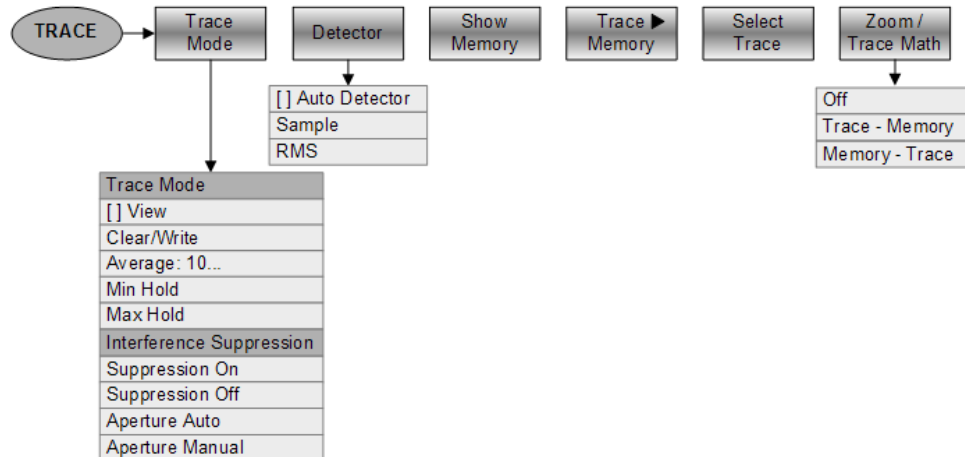 TRACE
Trace
Mode
Detector
Show
Memory
Trace ▶
Memory
Select
Trace
Zoom /
Trace Math
[ ] Auto Detector
Sample
RMS
Off
Trace - Memory
Memory - Trace
Trace Mode
[ ] View
Clear/Write
Average: 10...
Min Hold
Max Hold
Interference Suppression
Suppression On
Suppression Off
Aperture Auto
Aperture Manual